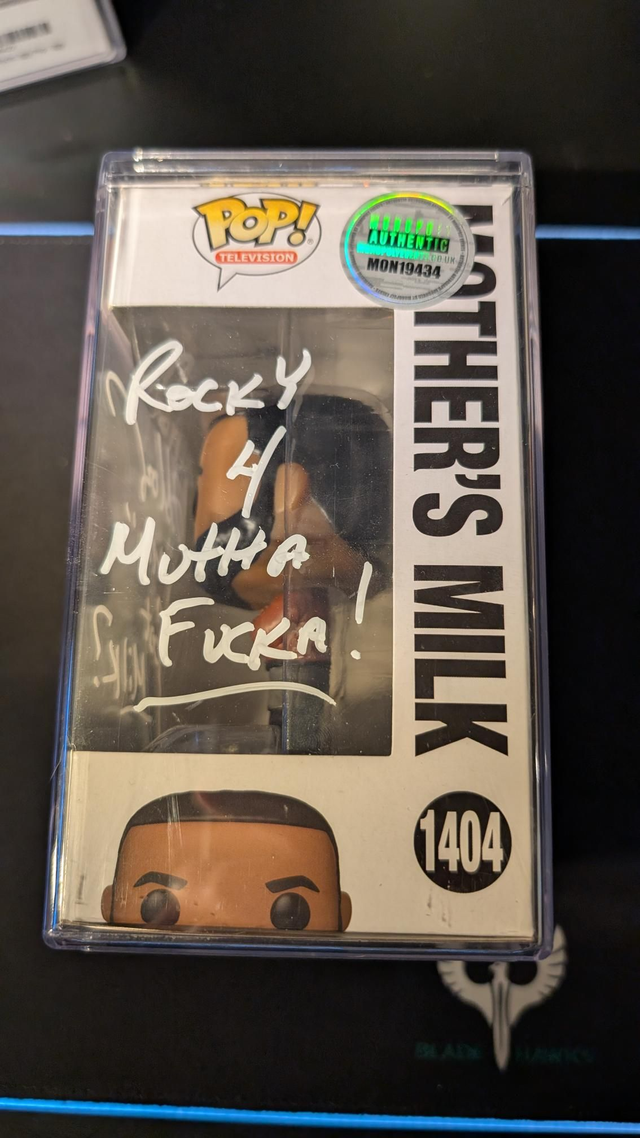 POP!
TELEVISION
AUTHENTIC
MON19434
MOTHER'S MILK
ROCKY
4
MUTHA
FUCKA!
1404